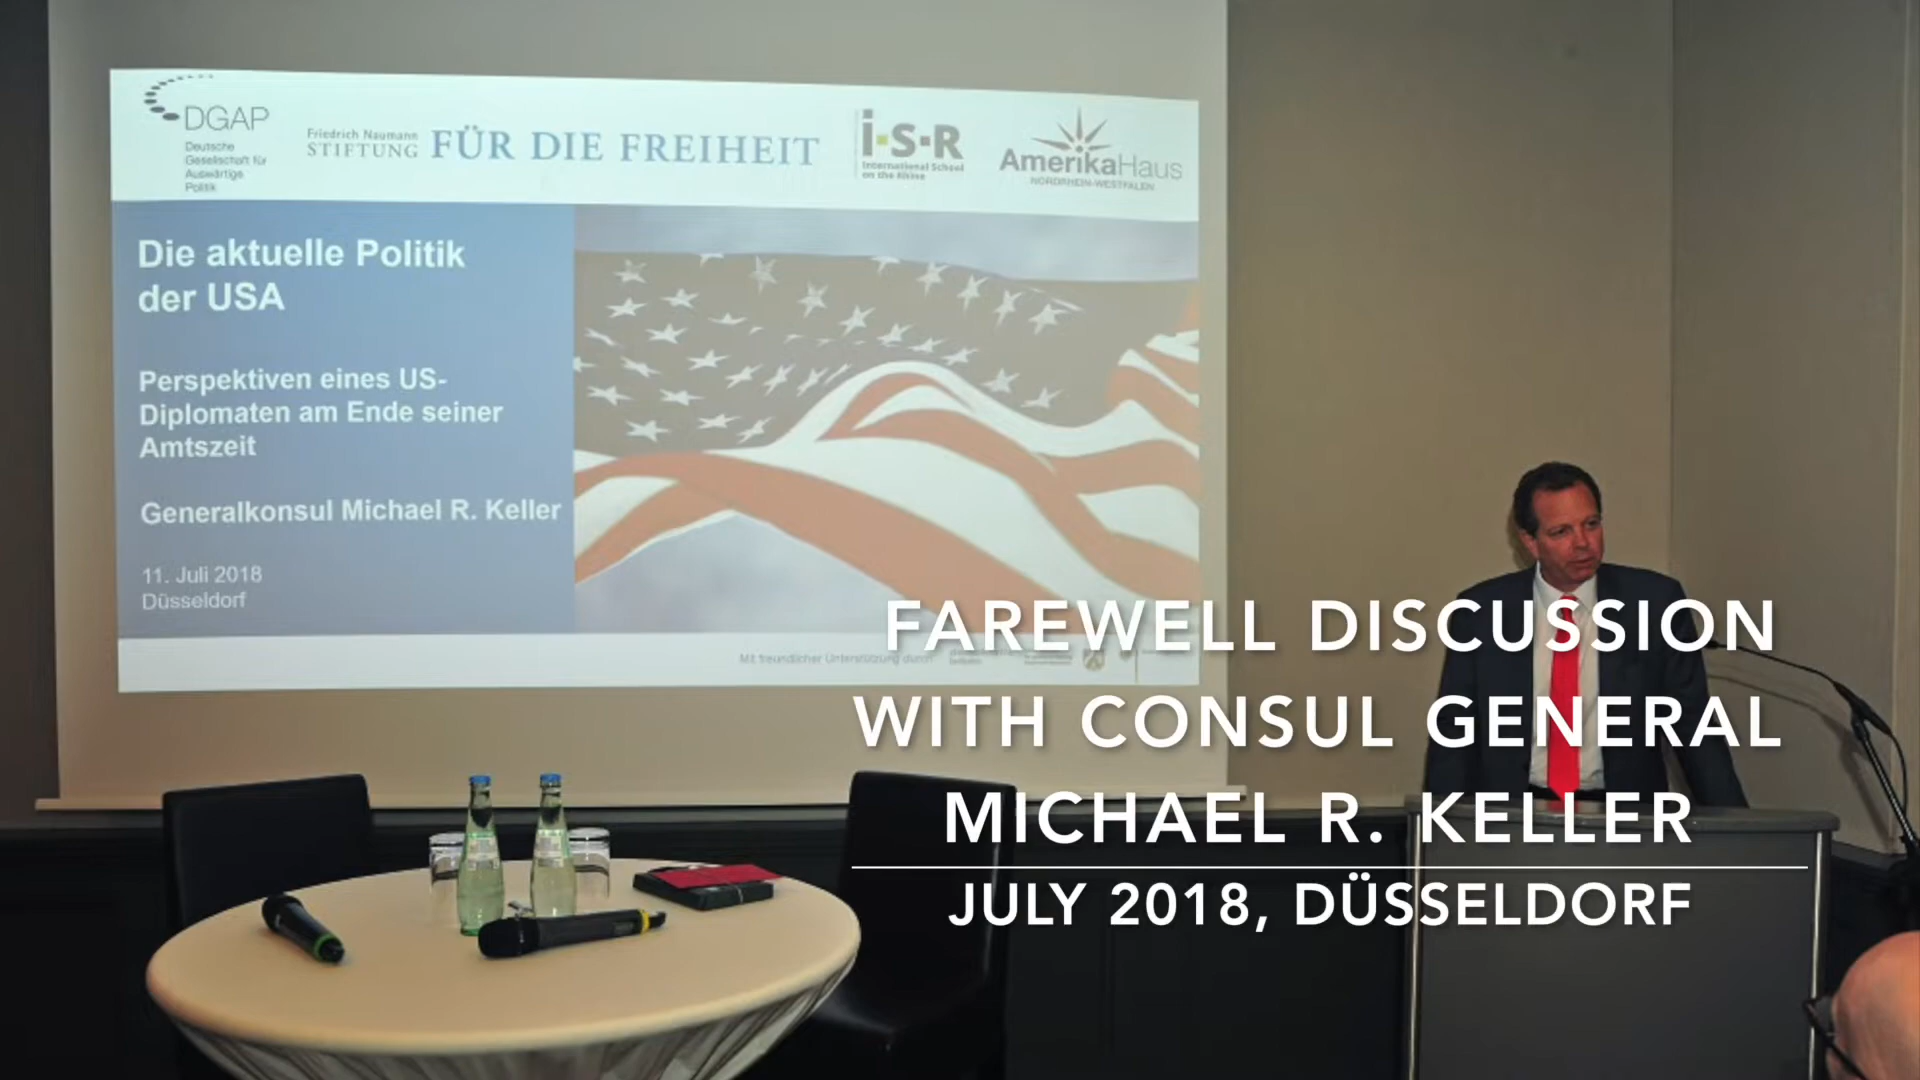 DGAP
Deutsche
Gesellschaft für
Auswärtige
Politik
Friedrich Naumann
STIFTUNG FÜR DIE FREIHEIT
i·S·R
International School
on the Rhine
AmerikaHaus
NORDRHEIN-WESTFALEN
Die aktuelle Politik
der USA
Perspektiven eines US-
Diplomaten am Ende seiner
Amtszeit
Generalkonsul Michael R. Keller
11. Juli 2018
Düsseldorf
Mit freundlicher Unterstützung durch
FAREWELL DISCUSSION
WITH CONSUL GENERAL
MICHAEL R. KELLER
JULY 2018, DÜSSELDORF